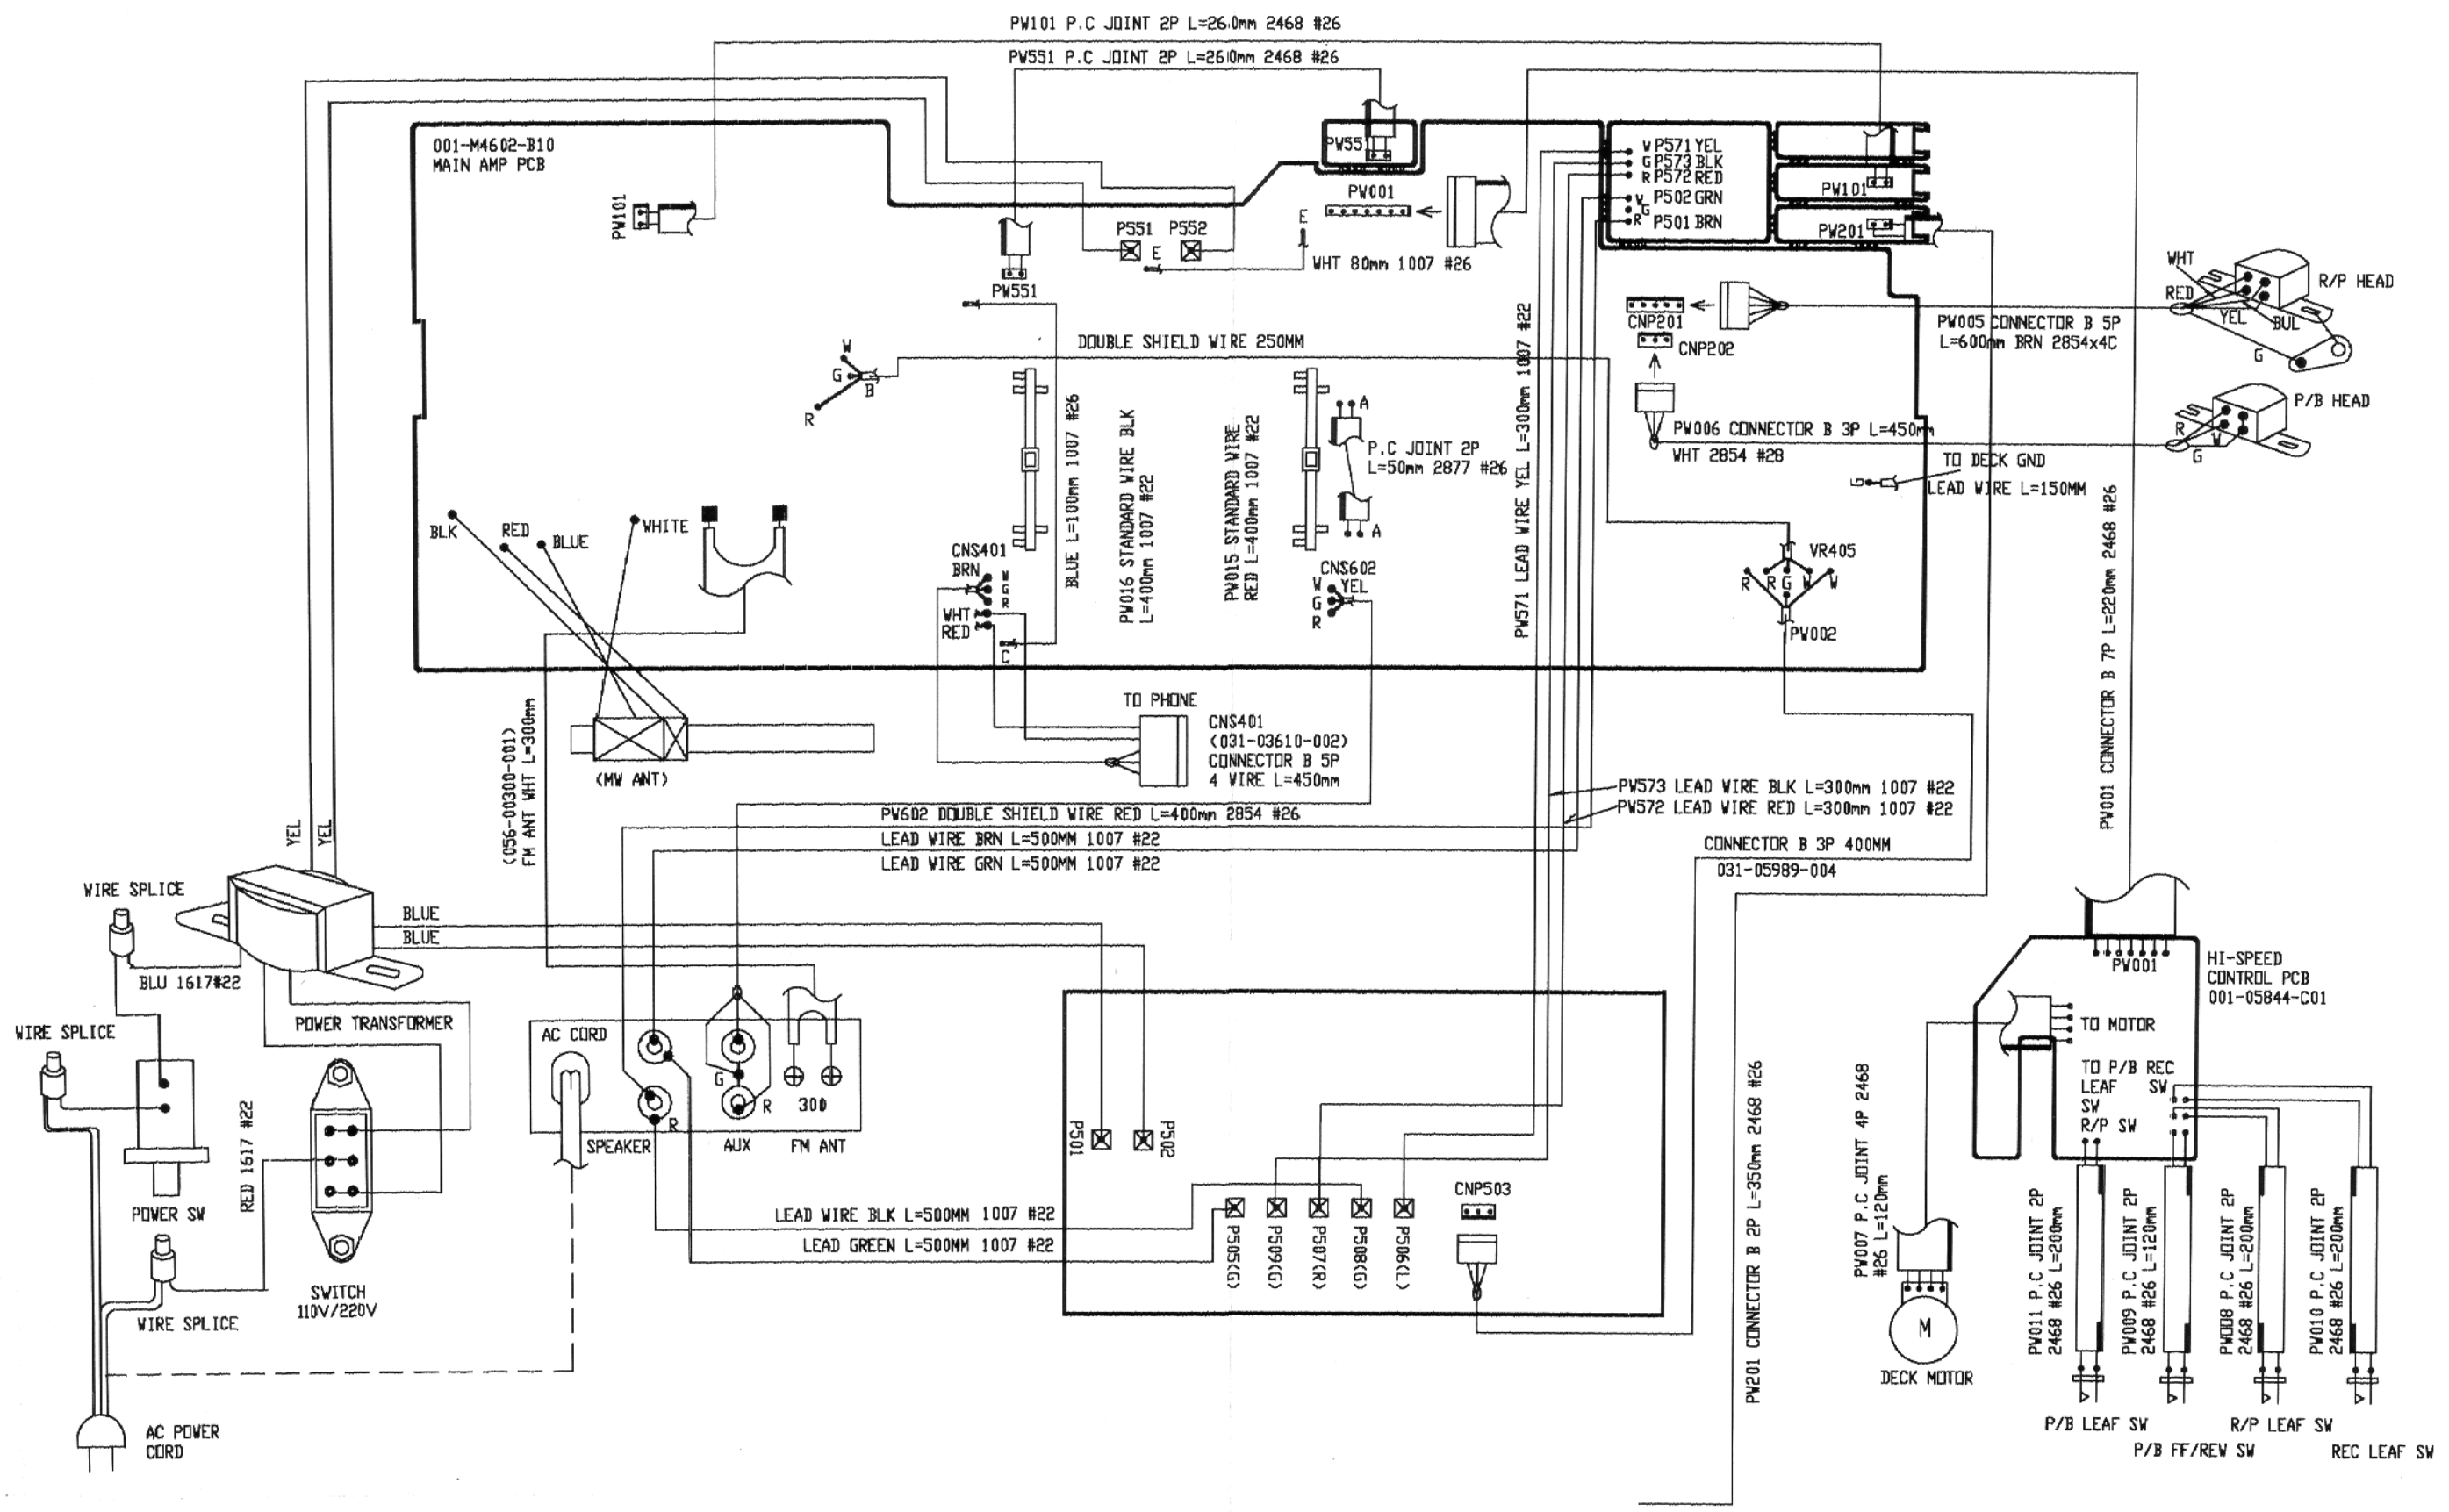 PW101 P.C JOINT 2P L=260mm 2468 #26
PW551 P.C JOINT 2P L=260mm 2468 #26
001-M4602-B10
MAIN AMP PCB
PW101
PW551
P551
P552
E
E
WHT 80mm 1007 #26
PW55
PW001
W P571 YEL
G P573 BLK
R P572 RED
W P502 GRN
G
R P501 BRN
PW101
PW201
CNP201
CNP202
PW005 CONNECTOR B 5P
L=600mm BRN 2854x4C
WHT
RED
YEL
BUL
G
R/P HEAD
P/B HEAD
R
W
G
PW006 CONNECTOR B 3P L=450mm
WHT 2854 #28
TO DECK GND
G
LEAD WIRE L=150MM
DOUBLE SHIELD WIRE 250MM
W
G
B
R
BLUE L=100mm 1007 #26
PW016 STANDARD WIRE BLK
L=400mm 1007 #22
PW015 STANDARD WIRE
RED L=400mm 1007 #22
A
P.C JOINT 2P
L=50mm 2877 #26
A
PW571 LEAD WIRE YEL L=300mm 1007 #22
BLK
RED
BLUE
WHITE
CNS401
BRN
W
G
R
WHT
RED
C
CNS602
W YEL
G
R
VR405
R R G W W
PW002
PW001 CONNECTOR B 7P L=220mm 2468 #26
(MW ANT)
(056-00300-001)
FM ANT WHT L=300mm
TO PHONE
CNS401
(031-03610-002)
CONNECTOR B 5P
4 WIRE L=450mm
PW573 LEAD WIRE BLK L=300mm 1007 #22
PW572 LEAD WIRE RED L=300mm 1007 #22
PW602 DOUBLE SHIELD WIRE RED L=400mm 2854 #26
LEAD WIRE BRN L=500MM 1007 #22
LEAD WIRE GRN L=500MM 1007 #22
CONNECTOR B 3P 400MM
031-05989-004
YEL
YEL
WIRE SPLICE
BLUE
BLUE
BLU 1617#22
POWER TRANSFORMER
WIRE SPLICE
POWER SW
RED 1617 #22
SWITCH
110V/220V
WIRE SPLICE
AC POWER
CORD
AC CORD
G
R
R
300
SPEAKER
AUX
FM ANT
LEAD WIRE BLK L=500MM 1007 #22
LEAD GREEN L=500MM 1007 #22
P501
P502
P505(G)
P509(G)
P507(R)
P508(G)
P506(L)
CNP503
PW201 CONNECTOR B 2P L=350mm 2468 #26
PW001
HI-SPEED
CONTROL PCB
001-05844-C01
TO MOTOR
TO P/B REC
LEAF SW
SW
R/P SW
PW007 P.C JOINT 4P 2468
#26 L=120mm
M
DECK MOTOR
PW011 P.C JOINT 2P
2468 #26 L=200mm
PW009 P.C JOINT 2P
2468 #26 L=120mm
PW008 P.C JOINT 2P
2468 #26 L=200mm
PW010 P.C JOINT 2P
2468 #26 L=200mm
P/B LEAF SW
P/B FF/REW SW
R/P LEAF SW
REC LEAF SW